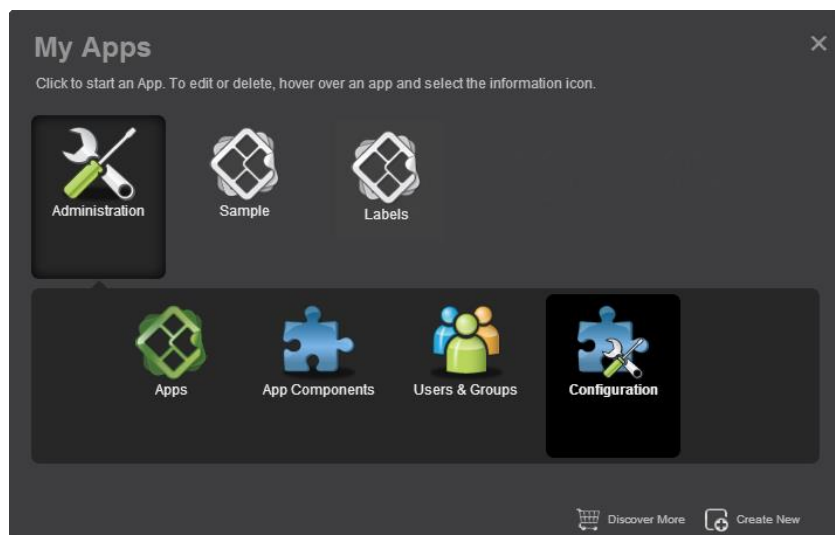 My Apps
Click to start an App. To edit or delete, hover over an app and select the information icon.
Administration
Sample
Labels
Apps
App Components
Users & Groups
Configuration
Discover More
Create New